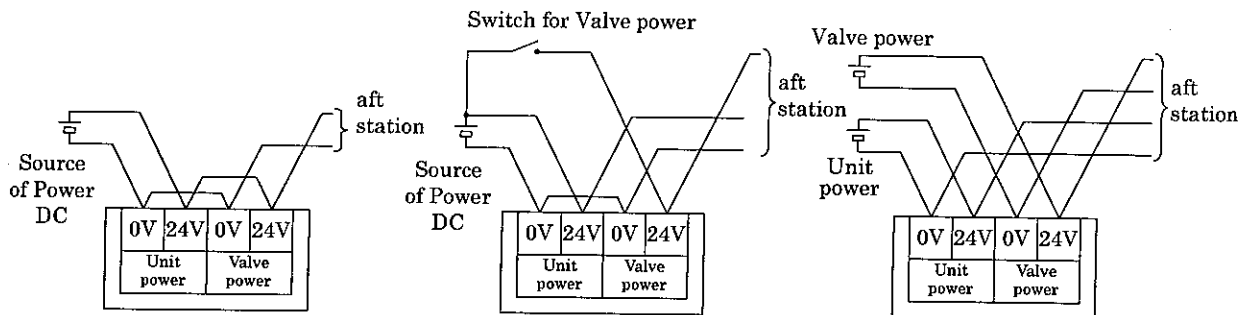 Source
of Power
DC
aft
station
0V 24V 0V 24V
Unit
power
Valve
power
Switch for Valve power
Source
of Power
DC
aft
station
0V 24V 0V 24V
Unit
power
Valve
power
Valve power
Unit
power
aft
station
0V 24V 0V 24V
Unit
power
Valve
power